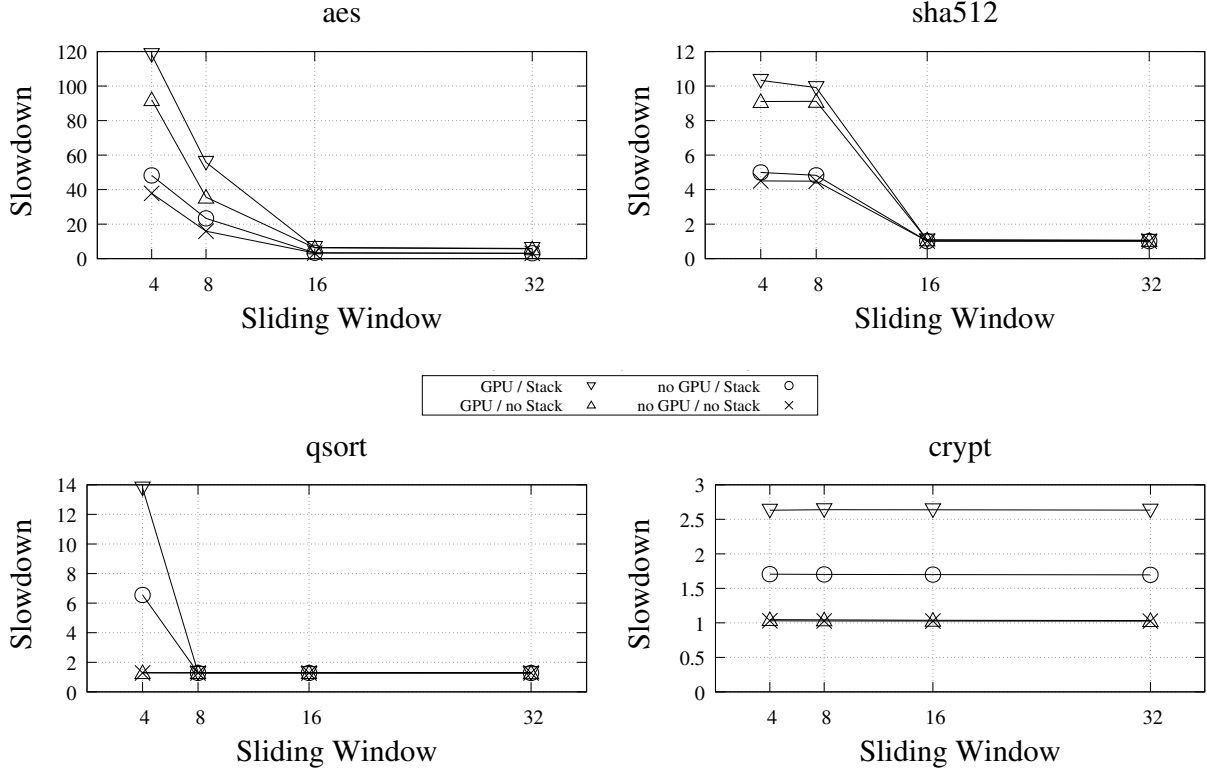 aes
120
100
80
60
40
20
0
Slowdown
4 8 16 32
Sliding Window
sha512
12
10
8
6
4
2
0
Slowdown
4 8 16 32
Sliding Window
GPU / Stack no GPU / Stack
GPU / no Stack no GPU / no Stack
qsort
14
12
10
8
6
4
2
0
Slowdown
4 8 16 32
Sliding Window
crypt
3
2.5
2
1.5
1
0.5
0
Slowdown
4 8 16 32
Sliding Window